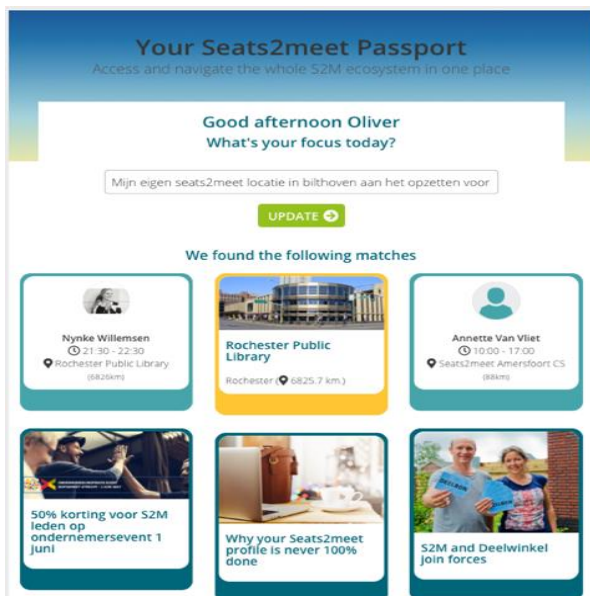 Your Seats2meet Passport
Access and navigate the whole S2M ecosystem in one place
Good afternoon Oliver
What's your focus today?
Mijn eigen seats2meet locatie in bilthoven aan het opzetten voor
UPDATE
We found the following matches
Nynke Willemsen
21:30 - 22:30
Rochester Public Library
(6826km)
Rochester Public
Library
Rochester ( 6825.7 km.)
Annette Van Vliet
10:00 - 17:00
Seats2meet Amersfoort CS
(88km)
50% korting voor S2M
leden op
ondernemersevent 1
juni
Why your Seats2meet
profile is never 100%
done
S2M and Deelwinkel
join forces